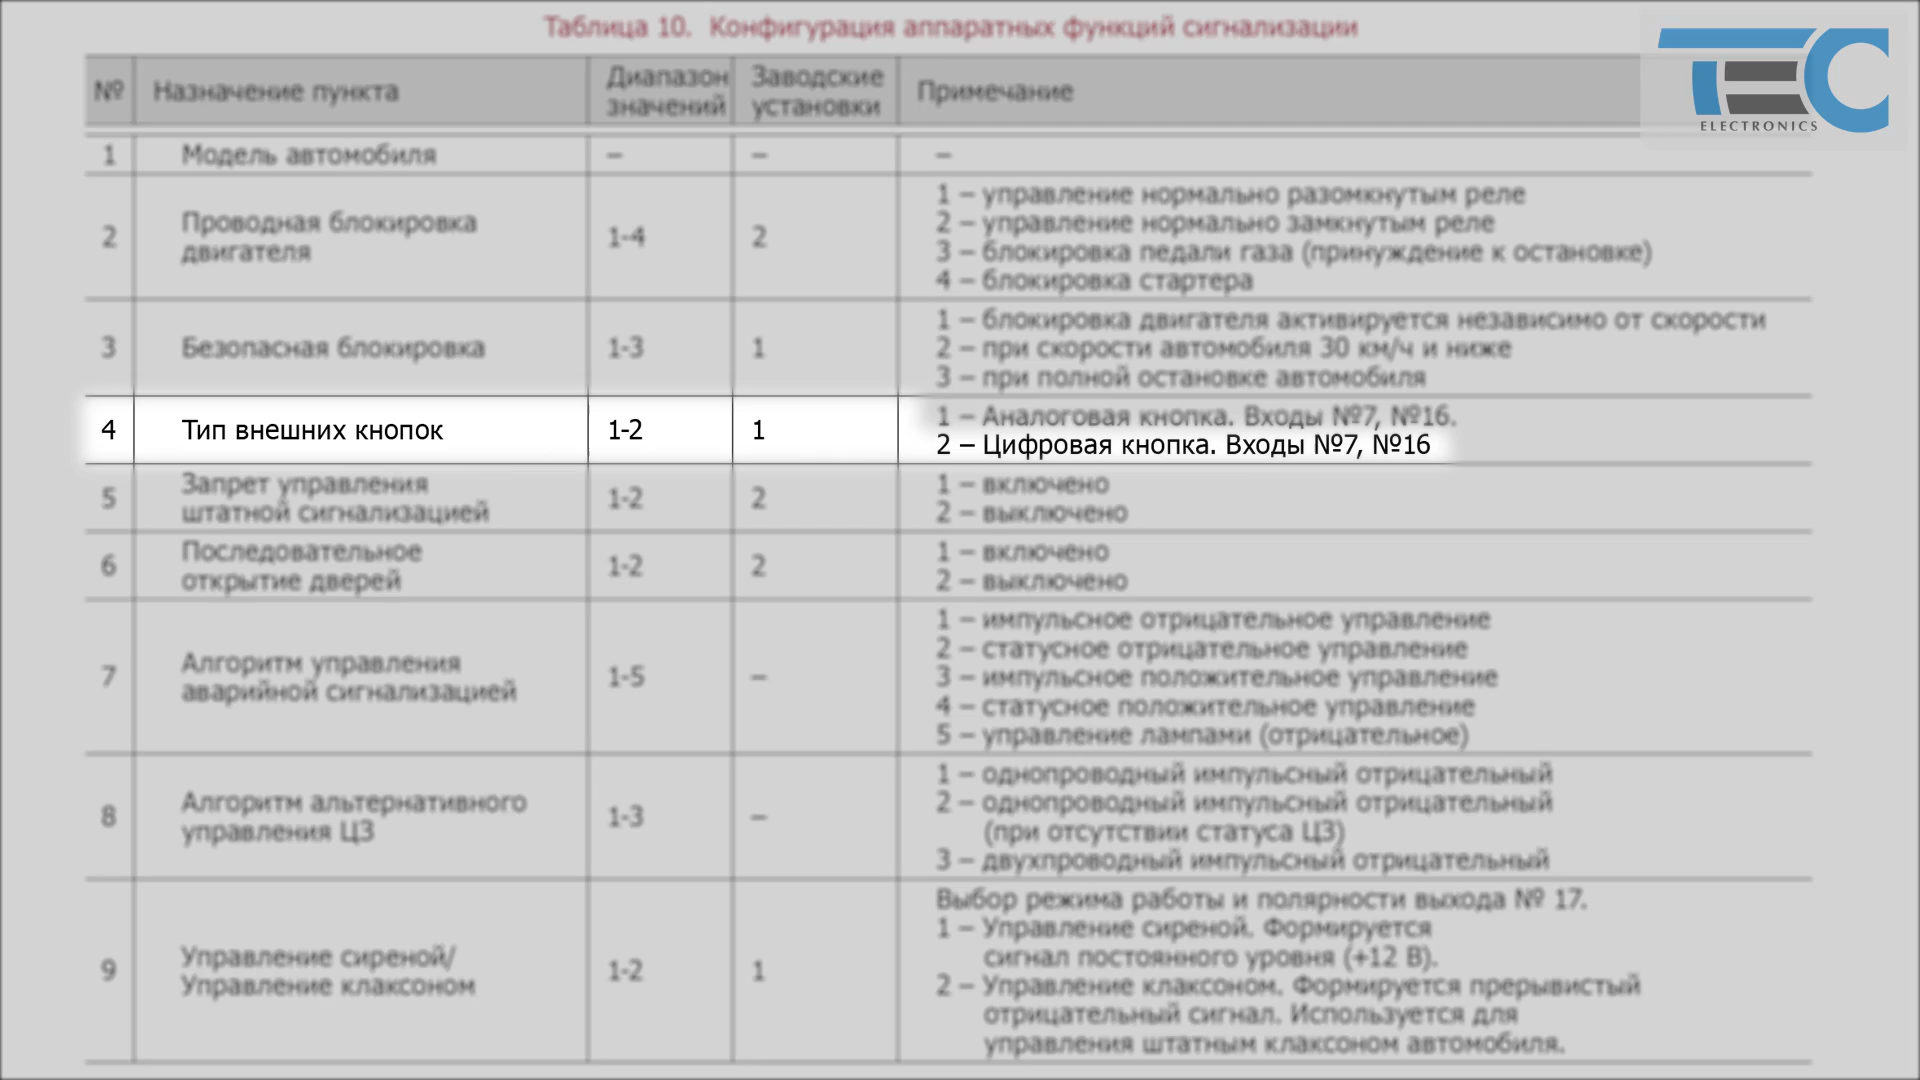 Таблица 10. Конфигурация аппаратных функций сигнализации
TEC
ELECTRONICS
№ Назначение пункта Диапазон значений Заводские установки Примечание
1 Модель автомобиля – – –
2 Проводная блокировка двигателя 1-4 2
1 – управление нормально разомкнутым реле
2 – управление нормально замкнутым реле
3 – блокировка педали газа (принуждение к остановке)
4 – блокировка стартера
3 Безопасная блокировка 1-3 1
1 – блокировка двигателя активируется независимо от скорости
2 – при скорости автомобиля 30 км/ч и ниже
3 – при полной остановке автомобиля
4 Тип внешних кнопок 1-2 1
1 – Аналоговая кнопка. Входы №7, №16.
2 – Цифровая кнопка. Входы №7, №16
5 Запрет управления штатной сигнализацией 1-2 2
1 – включено
2 – выключено
6 Последовательное открытие дверей 1-2 2
1 – включено
2 – выключено
7 Алгоритм управления аварийной сигнализацией 1-5 –
1 – импульсное отрицательное управление
2 – статусное отрицательное управление
3 – импульсное положительное управление
4 – статусное положительное управление
5 – управление лампами (отрицательное)
8 Алгоритм альтернативного управления ЦЗ 1-3 –
1 – однопроводный импульсный отрицательный
2 – однопроводный импульсный отрицательный
(при отсутствии статуса ЦЗ)
3 – двухпроводный импульсный отрицательный
9 Управление сиреной/ Управление клаксоном 1-2 1
Выбор режима работы и полярности выхода № 17.
1 – Управление сиреной. Формируется
сигнал постоянного уровня (+12 В).
2 – Управление клаксоном. Формируется прерывистый
отрицательный сигнал. Используется для
управления штатным клаксоном автомобиля.